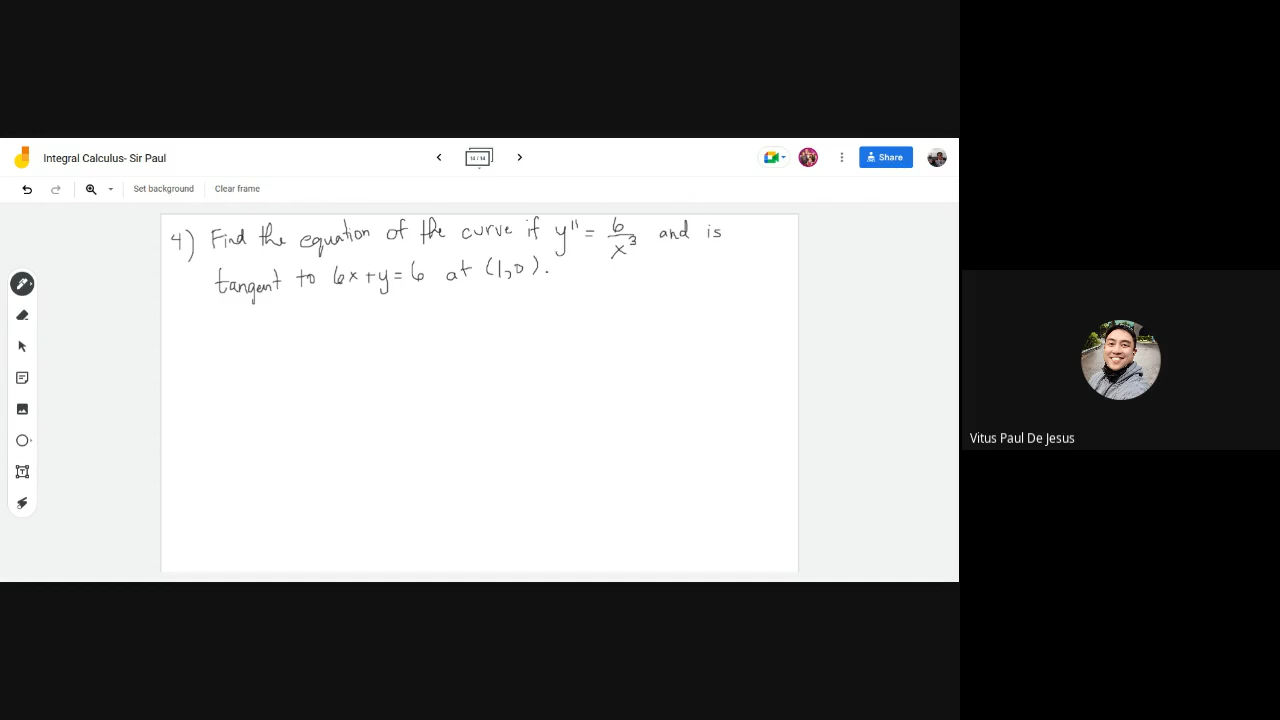 Integral Calculus- Sir Paul
14 / 14
Share
Set background
Clear frame
4) Find the equation of the curve if y" = 6/x³ and is
tangent to 6x + y = 6 at (1,0).
Vitus Paul De Jesus